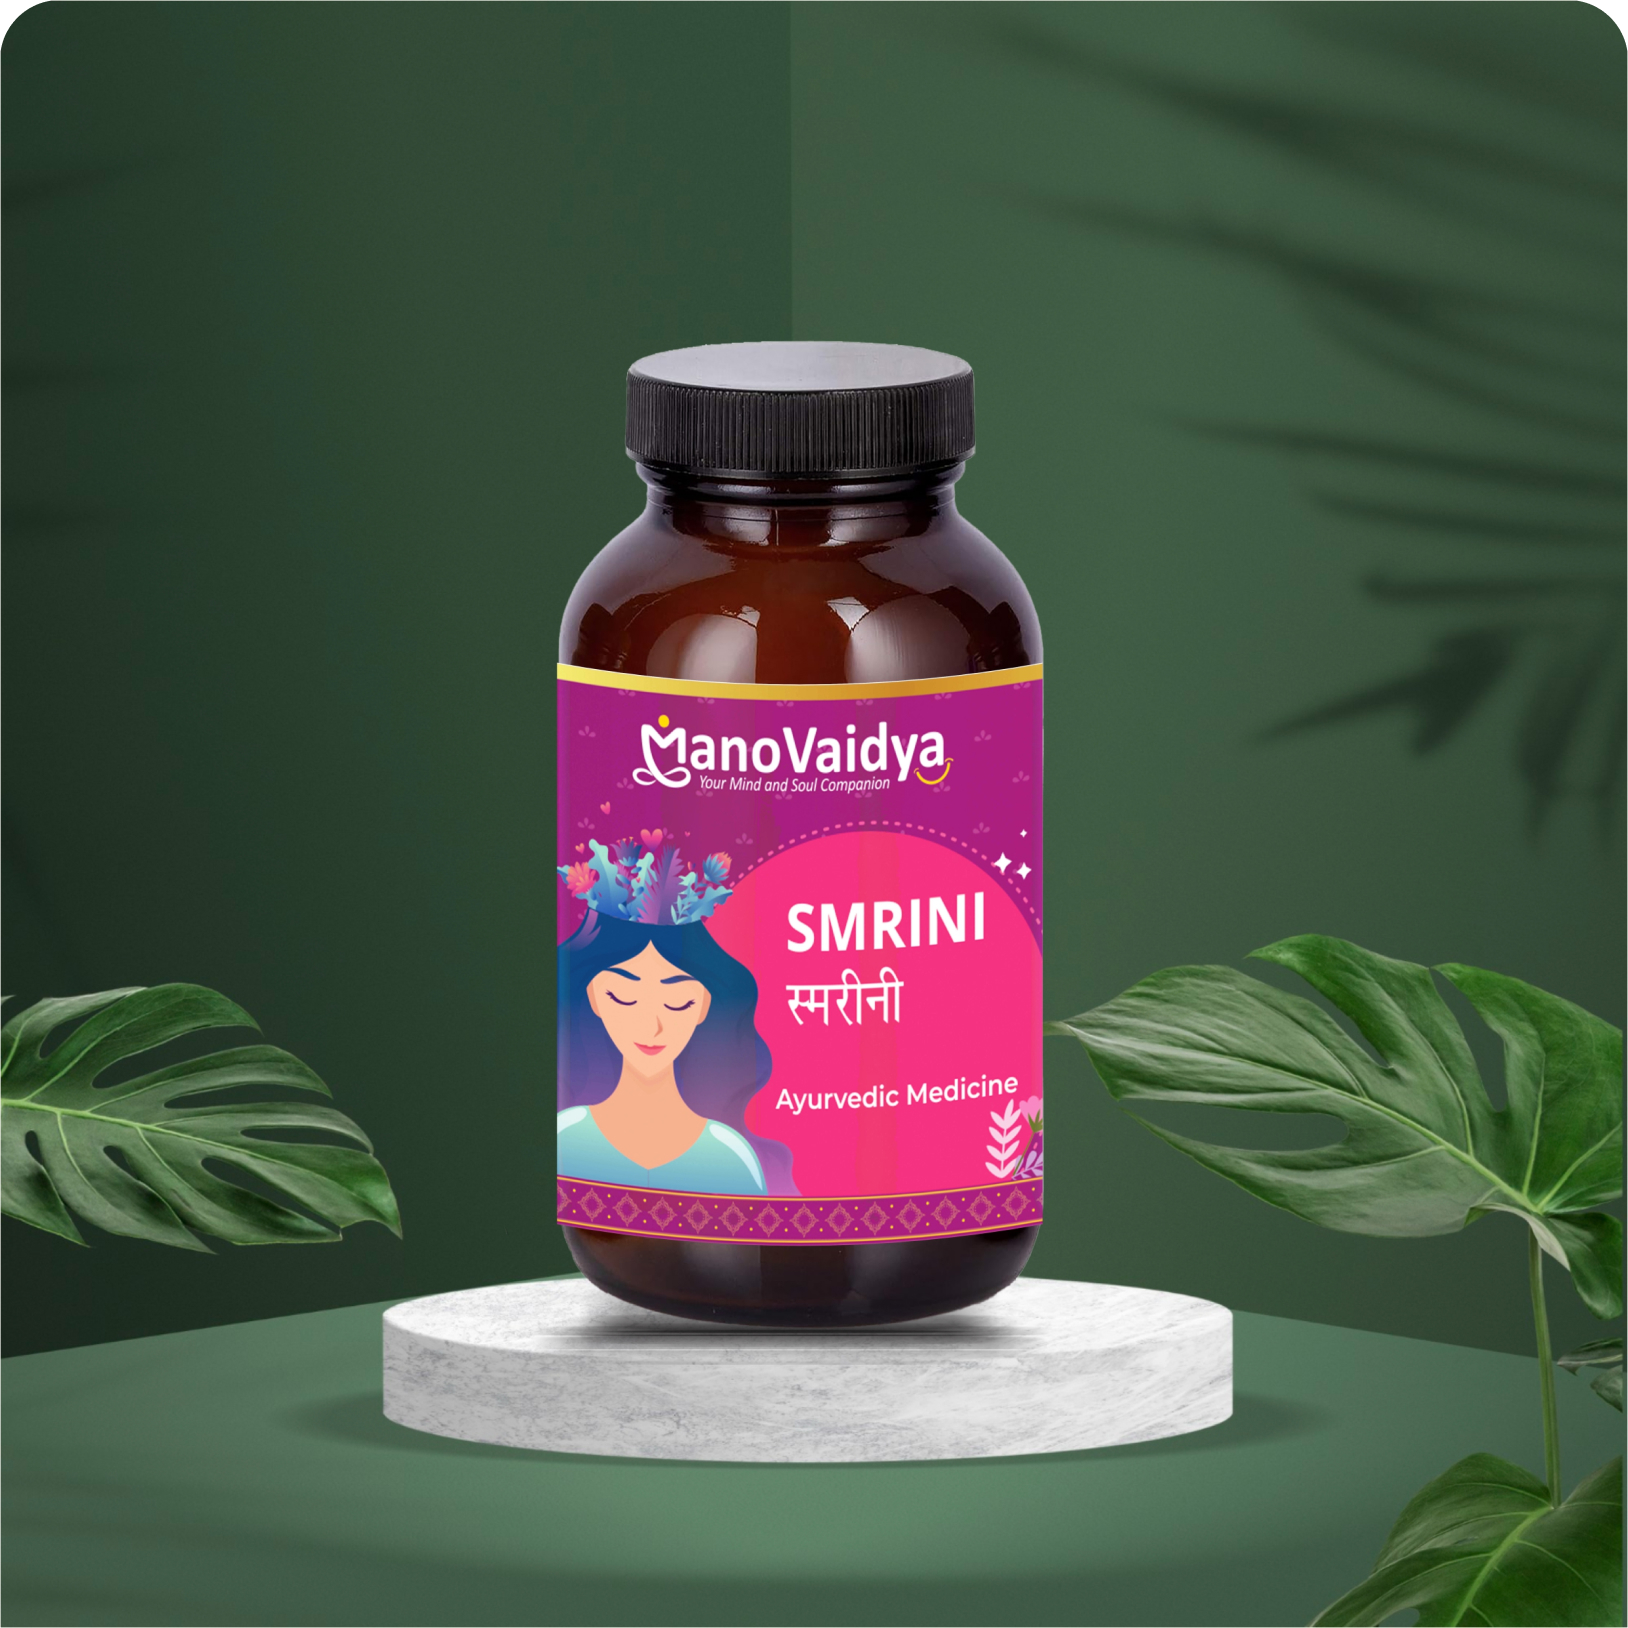 ManoVaidya
Your Mind and Soul Companion
SMRINI
स्मरीनी
Ayurvedic Medicine